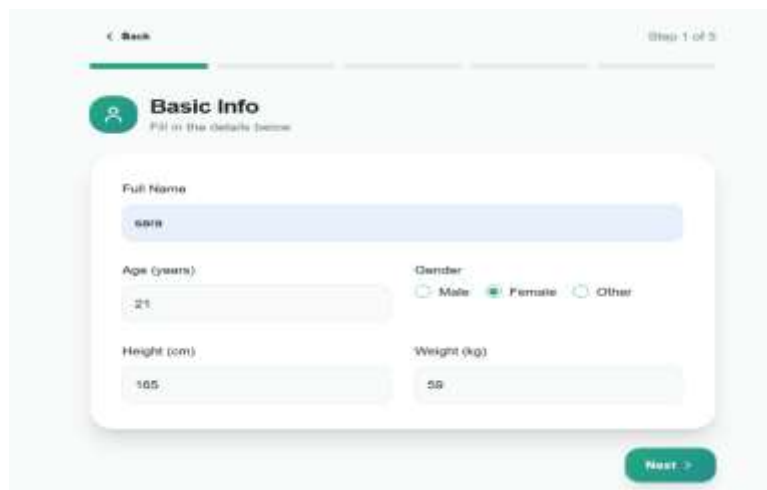 Back
Step 1 of 5
Basic Info
Fill in the details below
Full Name
sara
Age (years)
21
Gender
Male Female Other
Height (cm)
165
Weight (kg)
59
Next >